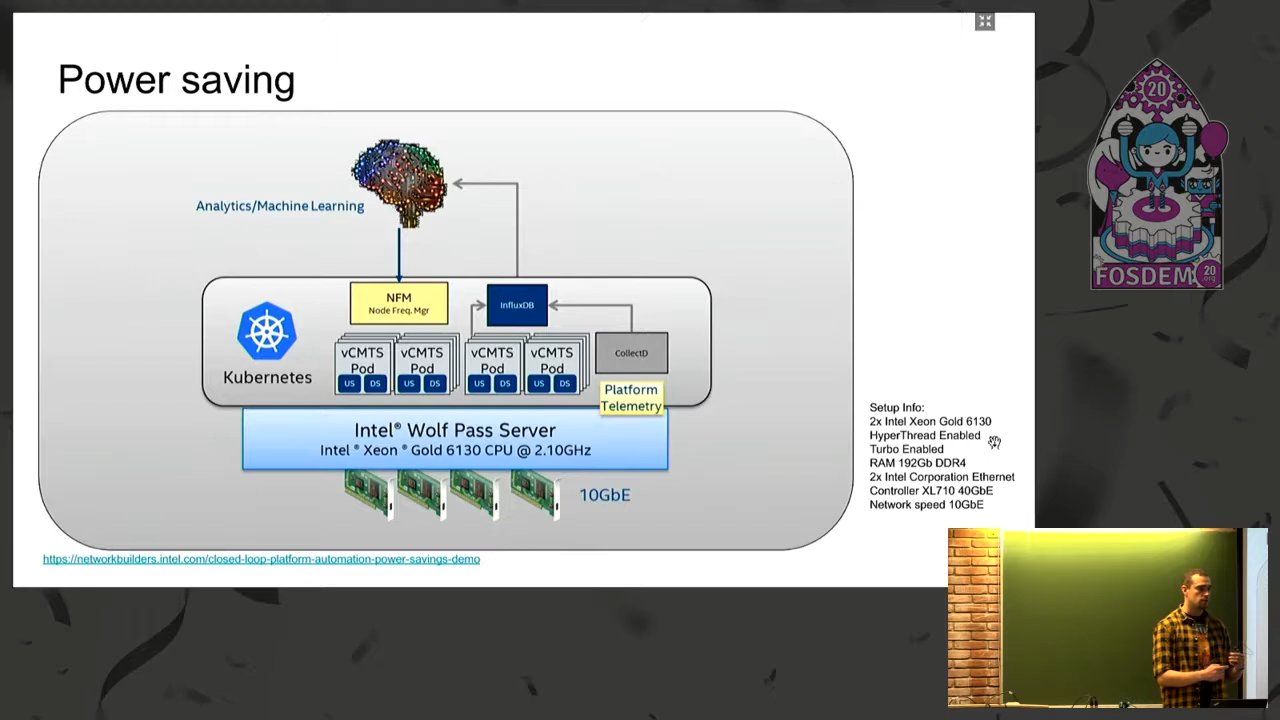 Power saving
Analytics/Machine Learning
NFM
Node Freq. Mgr
InfluxDB
CollectD
Kubernetes
vCMTS
Pod
US
DS
vCMTS
Pod
US
DS
vCMTS
Pod
US
DS
vCMTS
Pod
US
DS
Platform
Telemetry
Intel® Wolf Pass Server
Intel ® Xeon ® Gold 6130 CPU @ 2.10GHz
10GbE
Setup Info:
2x Intel Xeon Gold 6130
HyperThread Enabled
Turbo Enabled
RAM 192Gb DDR4
2x Intel Corporation Ethernet
Controller XL710 40GbE
Network speed 10GbE
https://networkbuilders.intel.com/closed-loop-platform-automation-power-savings-demo
20
FOSDEM
20
.org